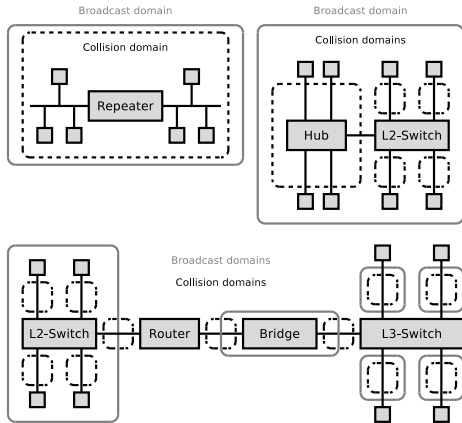 Broadcast domain
Collision domain
Repeater
Broadcast domain
Collision domains
Hub
L2-Switch
Broadcast domains
Collision domains
L2-Switch
Router
Bridge
L3-Switch